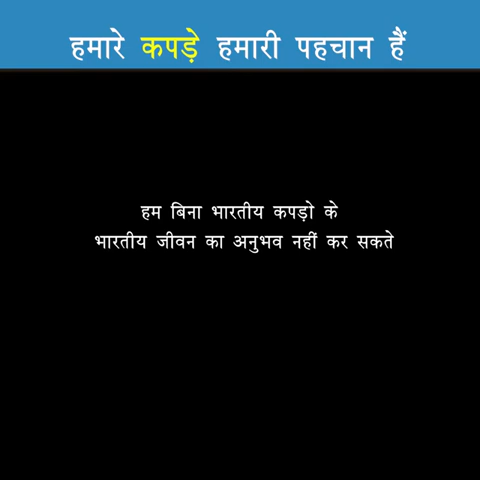 हमारे कपड़े हमारी पहचान हैं
हम बिना भारतीय कपड़ो के
भारतीय जीवन का अनुभव नहीं कर सकते